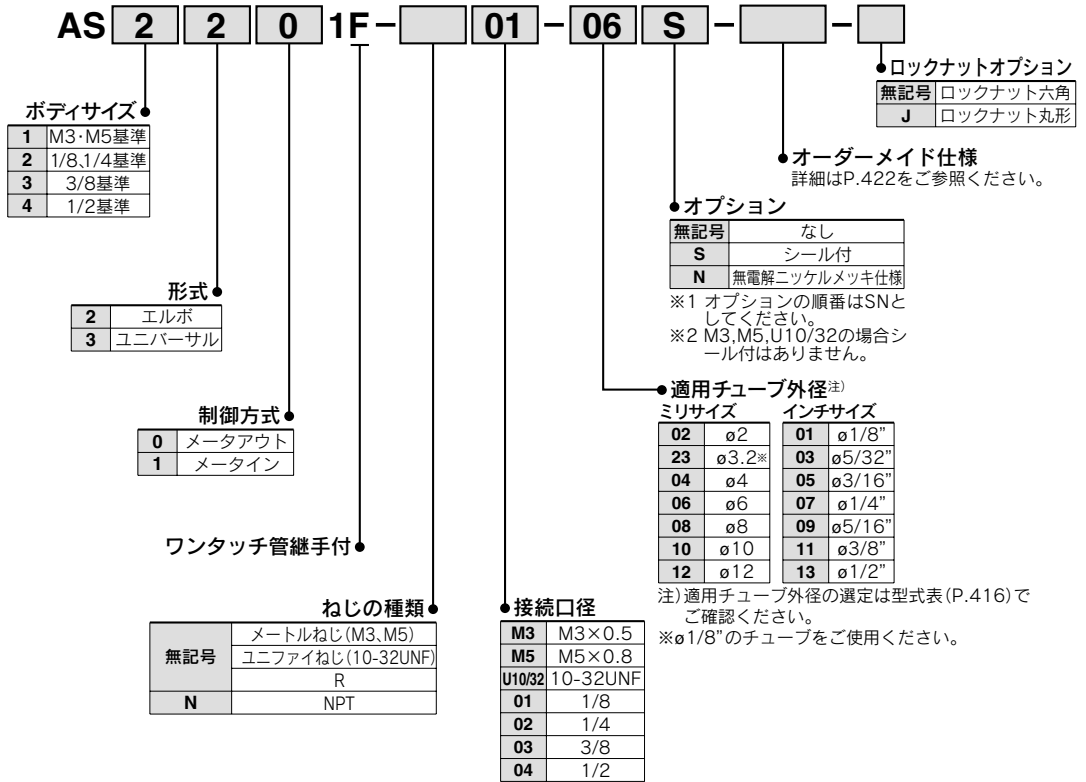 AS 2 2 0 1F－ 01－06 S－ －
ロックナットオプション
無記号 ロックナット六角
J ロックナット丸形
ボディサイズ
1 M3･M5基準
2 1/8､1/4基準
3 3/8基準
4 1/2基準
オーダーメイド仕様
詳細はP.422をご参照ください。
オプション
無記号 なし
S シール付
N 無電解ニッケルメッキ仕様
※1 オプションの順番はSNと
してください。
※2 M3,M5,U10/32の場合シ
ール付はありません。
形式
2 エルボ
3 ユニバーサル
制御方式
0 メータアウト
1 メータイン
ワンタッチ管継手付
適用チューブ外径注)
ミリサイズ インチサイズ
02 ø2 01 ø1/8”
23 ø3.2※ 03 ø5/32”
04 ø4 05 ø3/16”
06 ø6 07 ø1/4”
08 ø8 09 ø5/16”
10 ø10 11 ø3/8”
12 ø12 13 ø1/2”
注)適用チューブ外径の選定は型式表(P.416)で
ご確認ください。
※ø1/8”のチューブをご使用ください。
ねじの種類
無記号 メートルねじ(M3､M5)
ユニファイねじ(10-32UNF)
R
N NPT
接続口径
M3 M3×0.5
M5 M5×0.8
U10/32 10-32UNF
01 1/8
02 1/4
03 3/8
04 1/2